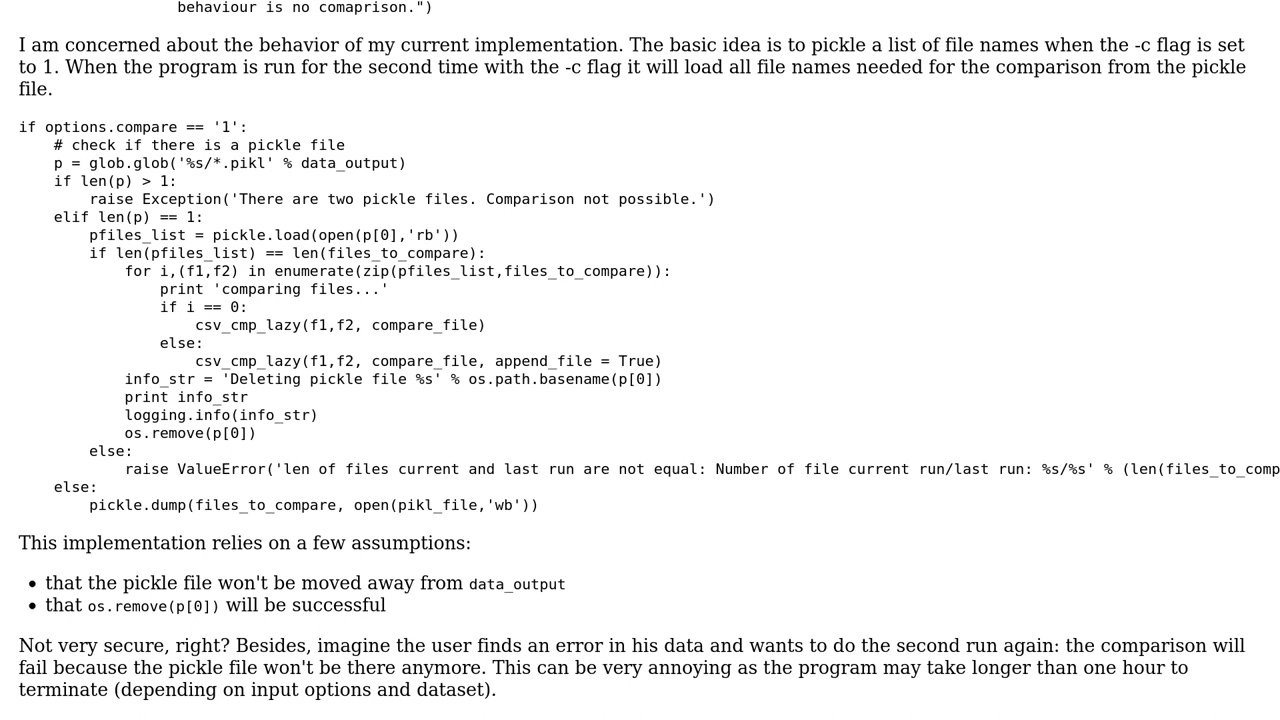 behaviour is no comaprison.")
I am concerned about the behavior of my current implementation. The basic idea is to pickle a list of file names when the -c flag is set
to 1. When the program is run for the second time with the -c flag it will load all file names needed for the comparison from the pickle
file.
if options.compare == '1':
    # check if there is a pickle file
    p = glob.glob('%s/*.pikl' % data_output)
    if len(p) > 1:
        raise Exception('There are two pickle files. Comparison not possible.')
    elif len(p) == 1:
        pfiles_list = pickle.load(open(p[0],'rb'))
        if len(pfiles_list) == len(files_to_compare):
            for i,(f1,f2) in enumerate(zip(pfiles_list,files_to_compare)):
                print 'comparing files...'
                if i == 0:
                    csv_cmp_lazy(f1,f2, compare_file)
                else:
                    csv_cmp_lazy(f1,f2, compare_file, append_file = True)
            info_str = 'Deleting pickle file %s' % os.path.basename(p[0])
            print info_str
            logging.info(info_str)
            os.remove(p[0])
        else:
            raise ValueError('len of files current and last run are not equal: Number of file current run/last run: %s/%s' % (len(files_to_comp
    else:
        pickle.dump(files_to_compare, open(pikl_file,'wb'))
This implementation relies on a few assumptions:
• that the pickle file won't be moved away from data_output
• that os.remove(p[0]) will be successful
Not very secure, right? Besides, imagine the user finds an error in his data and wants to do the second run again: the comparison will
fail because the pickle file won't be there anymore. This can be very annoying as the program may take longer than one hour to
terminate (depending on input options and dataset).